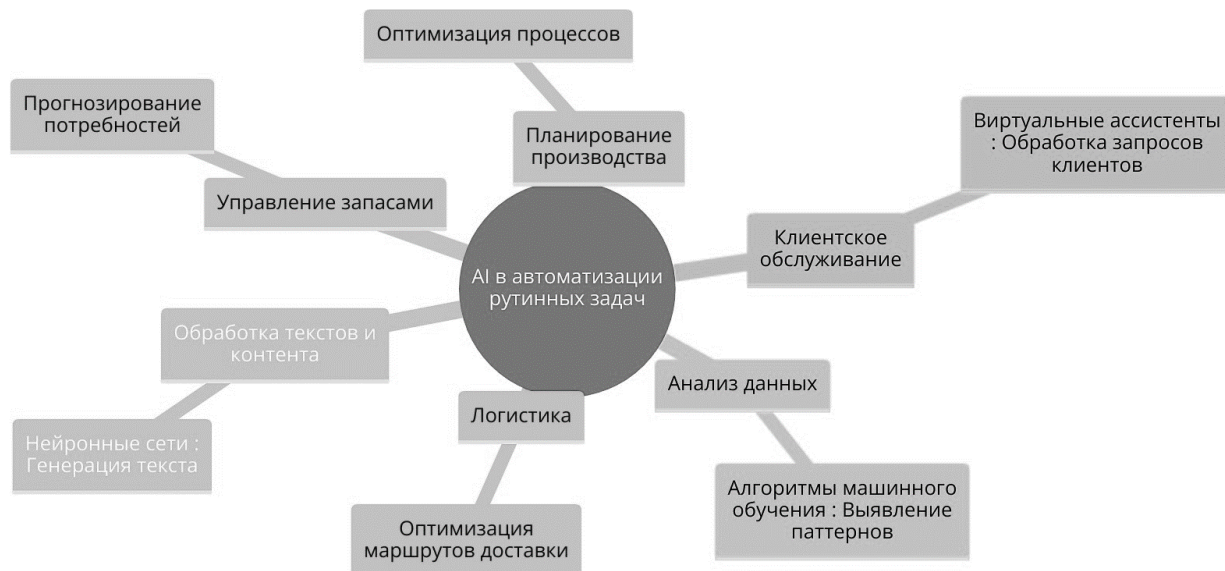 Оптимизация процессов
Прогнозирование
потребностей
Планирование
производства
Виртуальные ассистенты
: Обработка запросов
клиентов
Управление запасами
Клиентское
обслуживание
AI в автоматизации
рутинных задач
Обработка текстов и
контента
Анализ данных
Логистика
Нейронные сети :
Генерация текста
Алгоритмы машинного
обучения : Выявление
паттернов
Оптимизация
маршрутов доставки